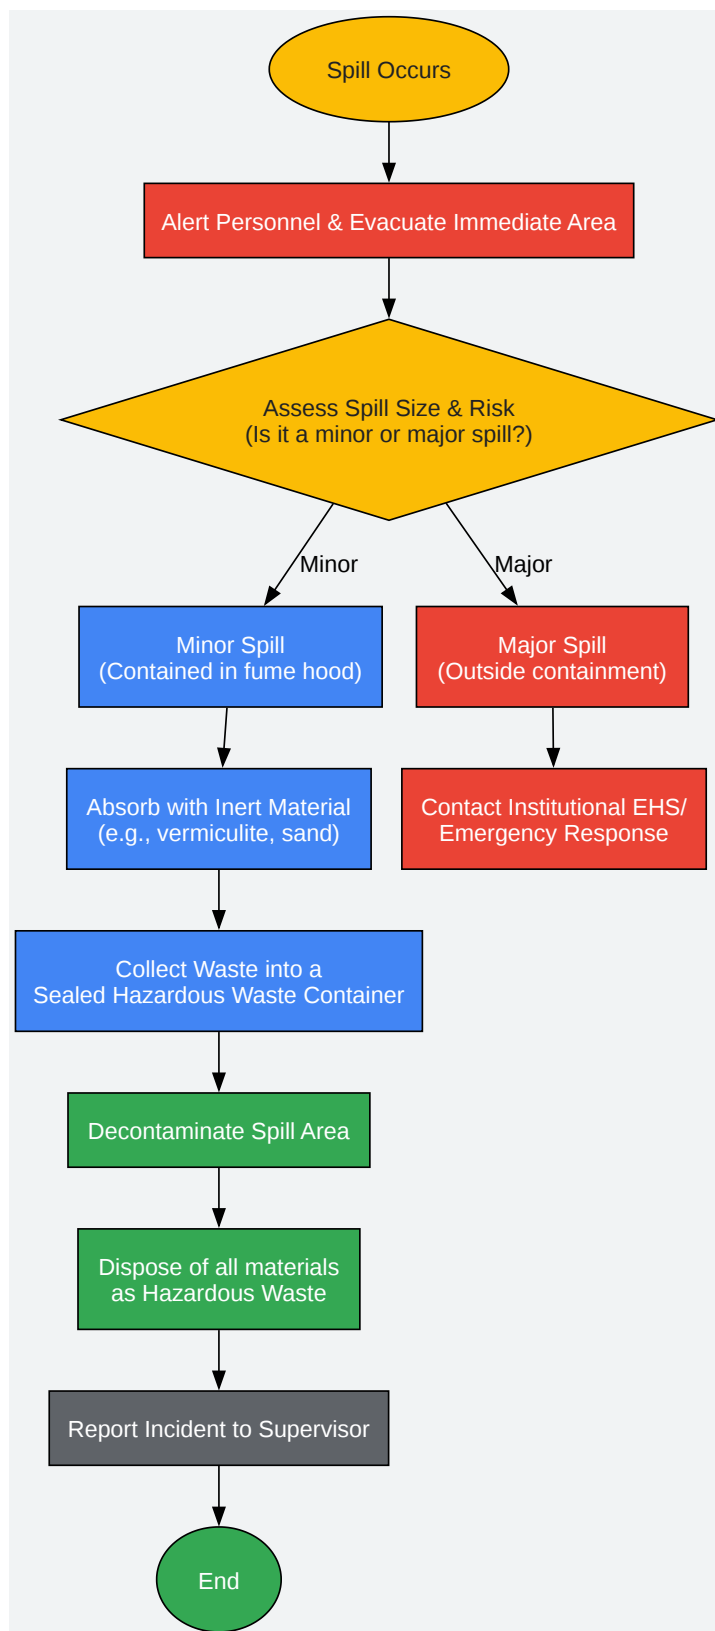 Spill Occurs
Alert Personnel & Evacuate Immediate Area
Assess Spill Size & Risk
(Is it a minor or major spill?)
Minor
Major
Minor Spill
(Contained in fume hood)
Major Spill
(Outside containment)
Absorb with Inert Material
(e.g., vermiculite, sand)
Contact Institutional EHS/
Emergency Response
Collect Waste into a
Sealed Hazardous Waste Container
Decontaminate Spill Area
Dispose of all materials
as Hazardous Waste
Report Incident to Supervisor
End